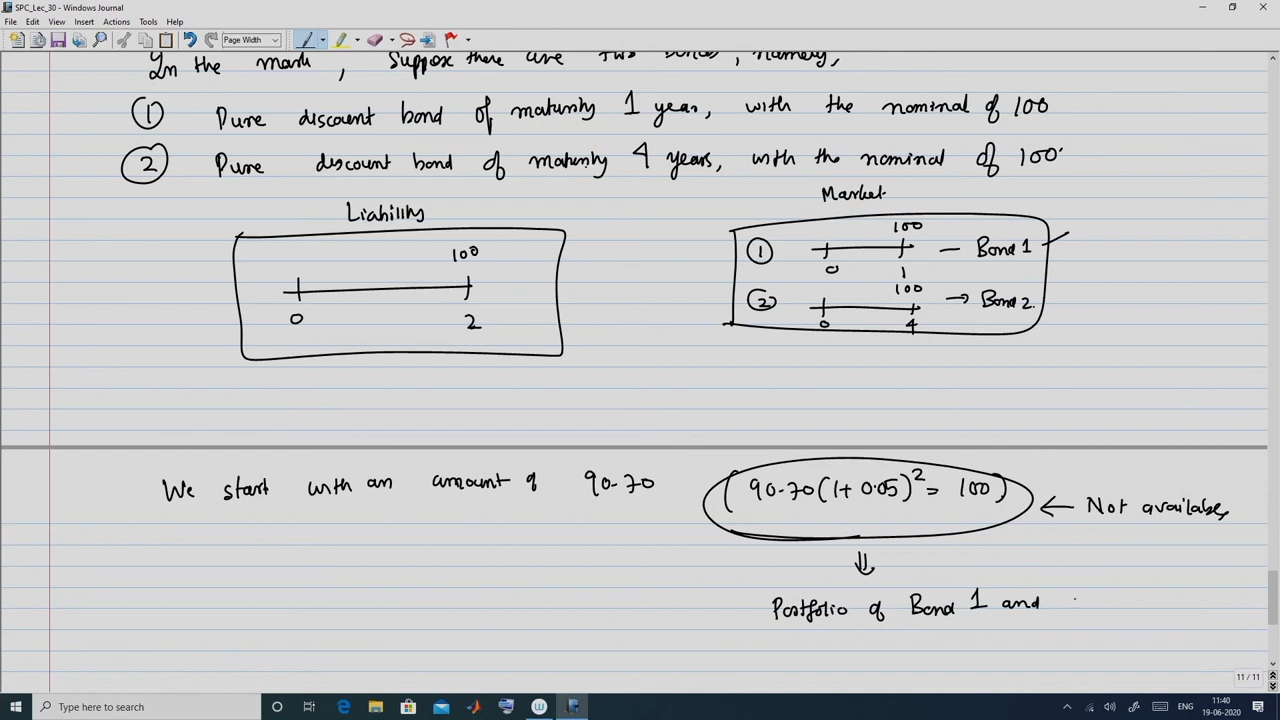 SPC_Lec_30 - Windows Journal
File Edit View Insert Actions Tools Help
Page Width
In the mark, Suppose there are two bonds, namely,
1 Pure discount bond of maturity 1 year, with the nominal of 100
2 Pure discount bond of maturity 4 years, with the nominal of 100.
Liability
100
0 2
Market
1 100 — Bond 1
0 1
2 100 → Bond 2.
0 4
We start with an amount of 90.70 (90.70(1+0.05)²= 100) ← Not available,
⇓
Portfolio of Bond 1 and
11 / 11
Type here to search
11:40
19-06-2020